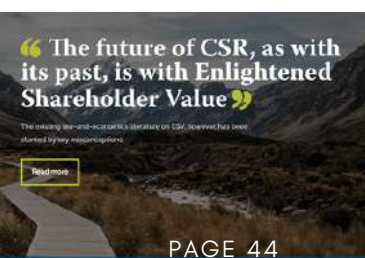 “ The future of CSR, as with
its past, is with Enlightened
Shareholder Value ”
The existing law-and-economics literature on CSV, however, has been
started by key misconceptions.
Read more
PAGE 44